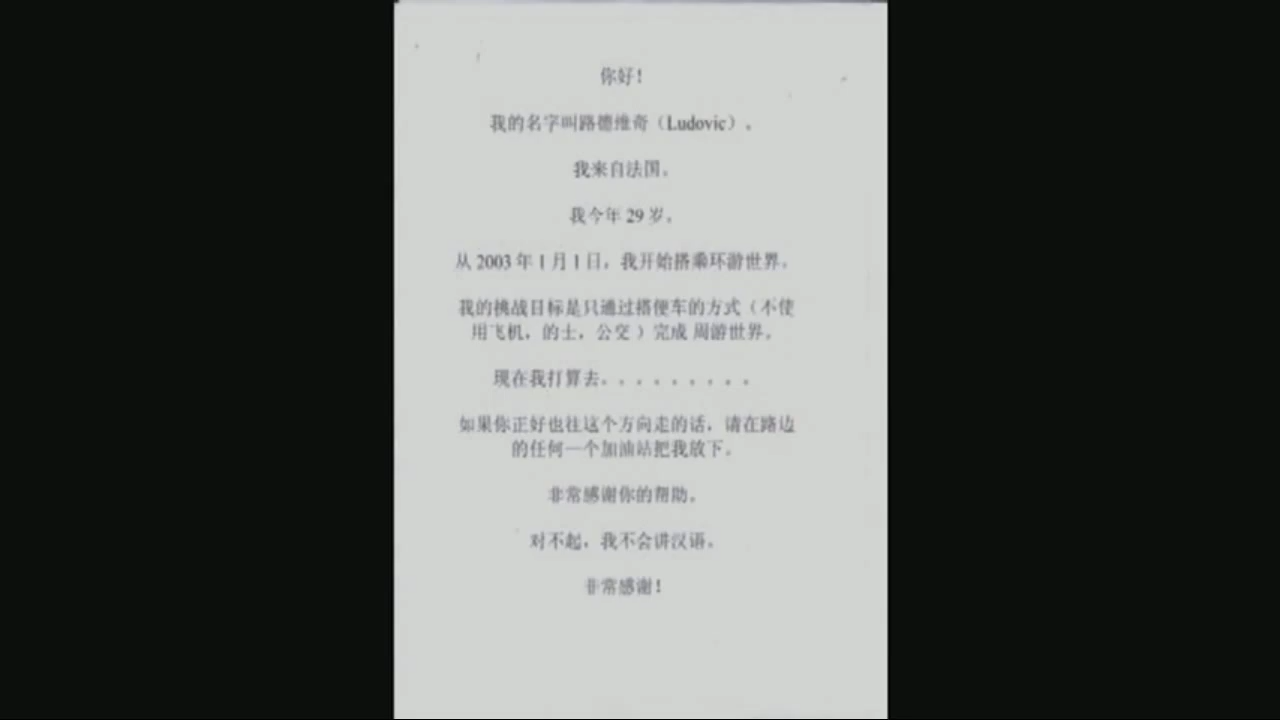 你好！
我的名字叫路德维奇（Ludovic）。
我来自法国。
我今年 29 岁。
从 2003 年 1 月 1 日，我开始搭乘环游世界。
我的挑战目标是只通过搭便车的方式（不使
用飞机，的士，公交 ）完成 周游世界。
现在我打算去。。。。。。。。。
如果你正好也往这个方向走的话，请在路边
的任何一个加油站把我放下。
非常感谢你的帮助。
对不起，我不会讲汉语。
非常感谢！